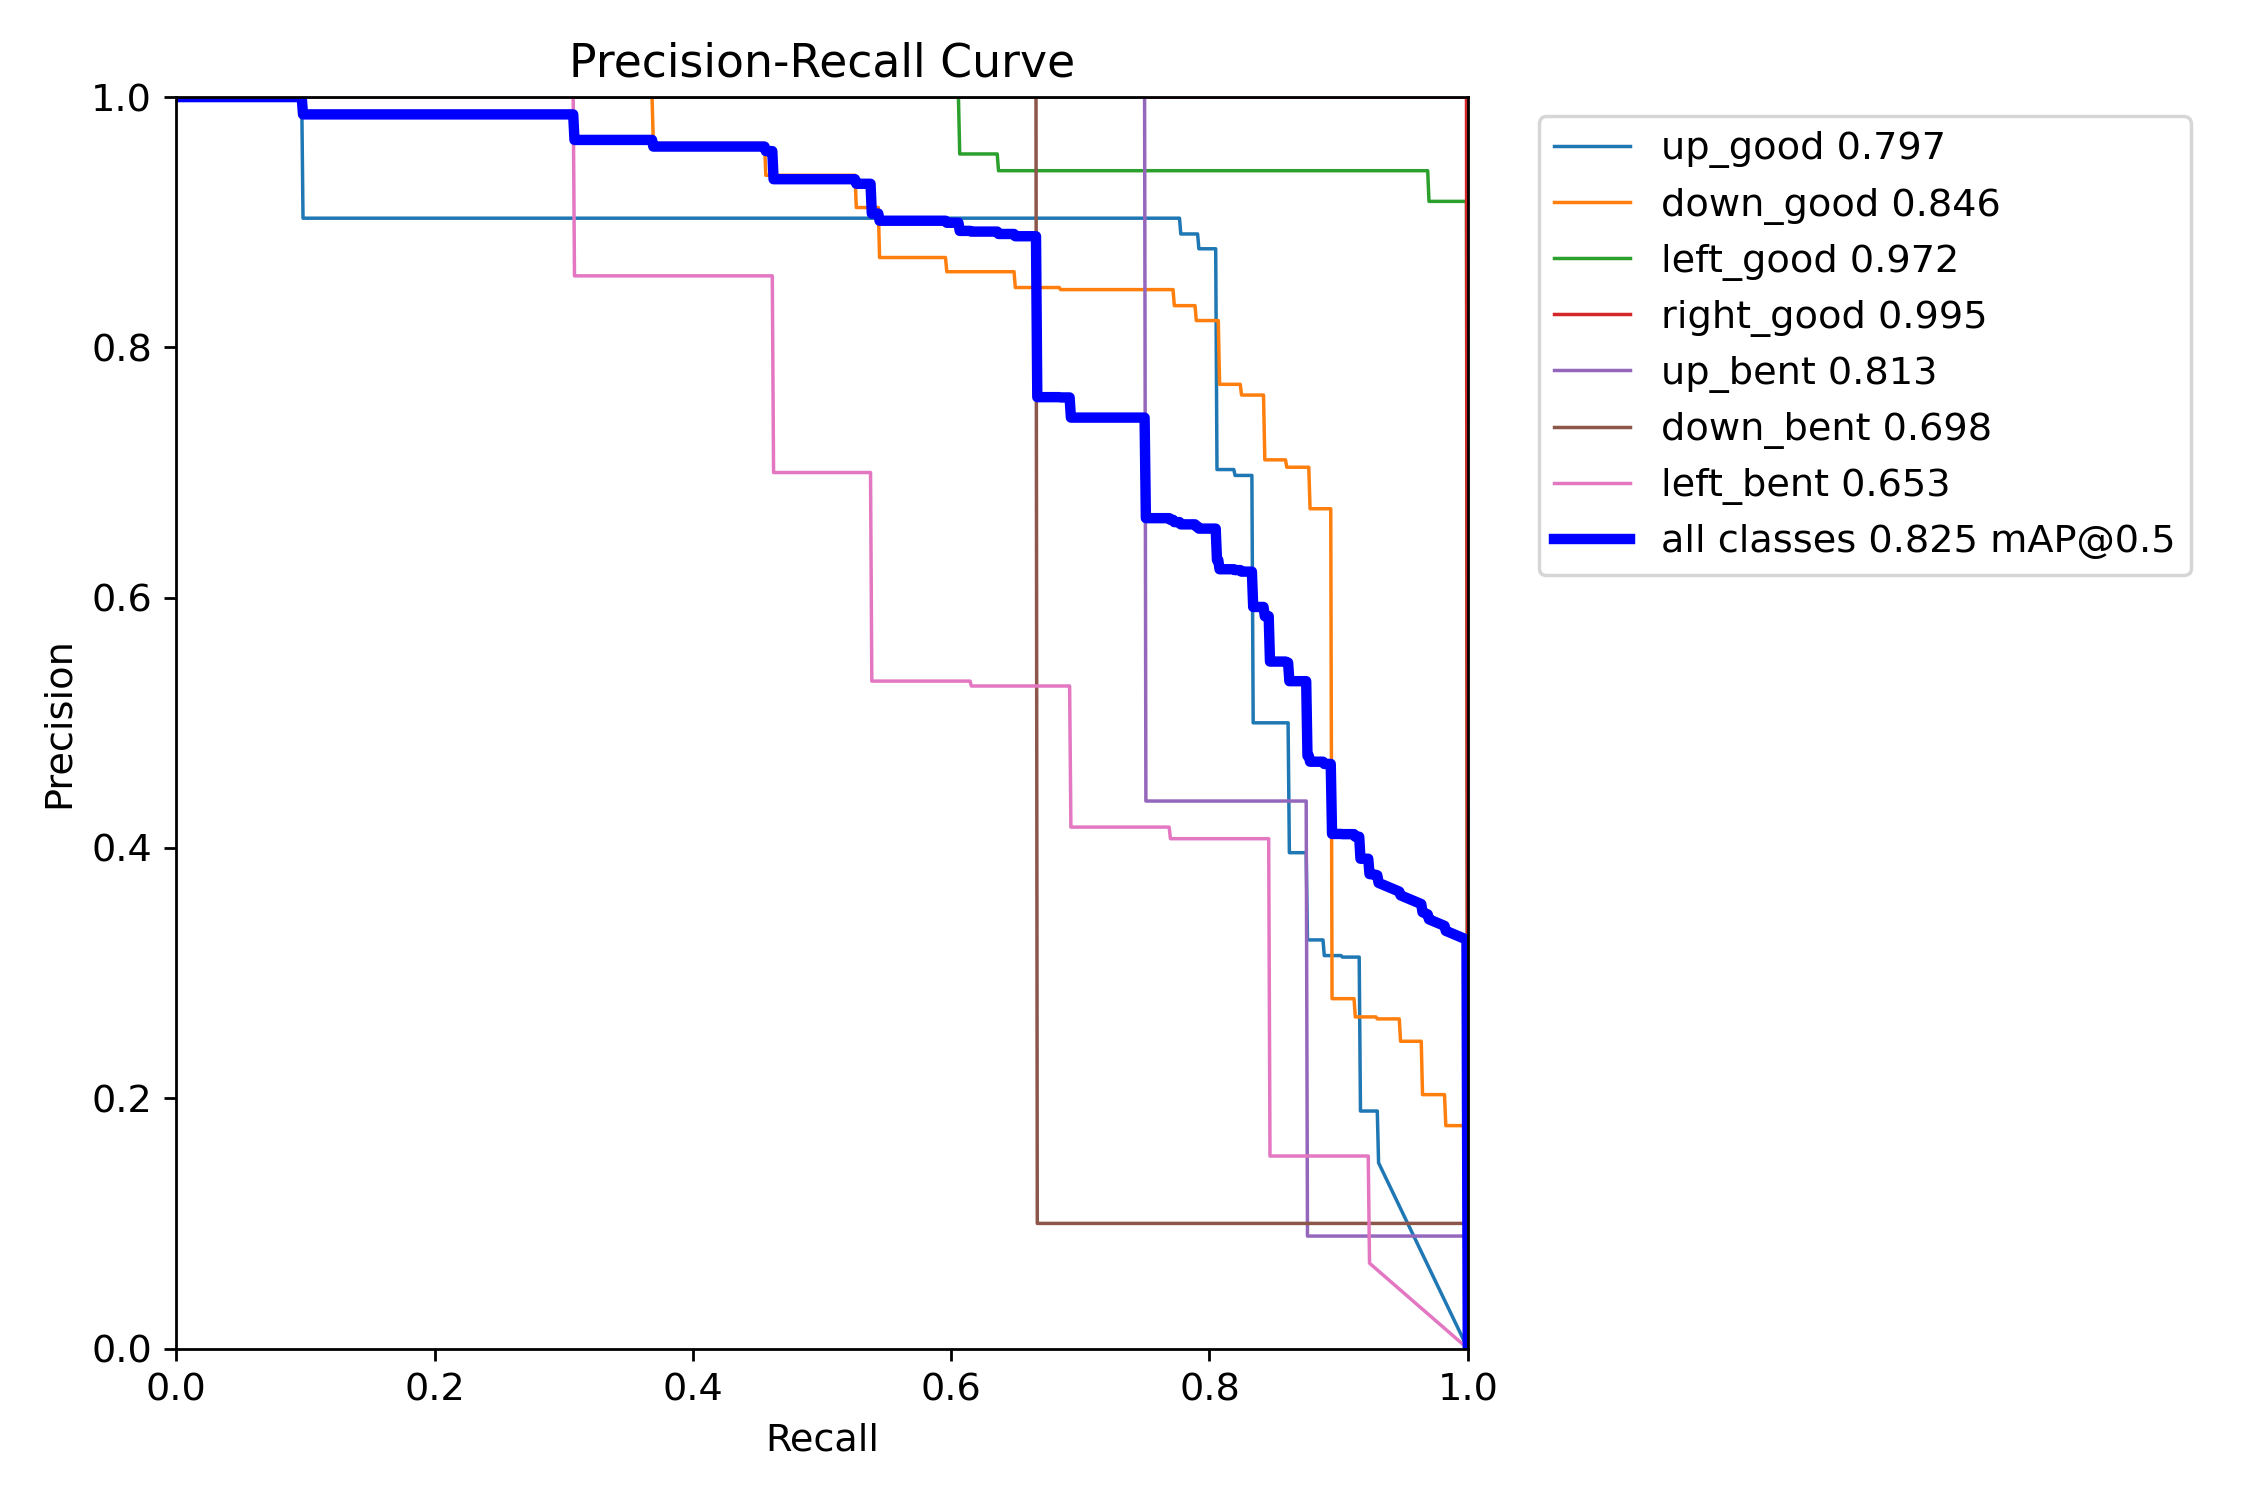 Precision-Recall Curve
1.0
0.8
0.6
0.4
0.2
0.0
Precision
0.0 0.2 0.4 0.6 0.8 1.0
Recall
up_good 0.797
down_good 0.846
left_good 0.972
right_good 0.995
up_bent 0.813
down_bent 0.698
left_bent 0.653
all classes 0.825 mAP@0.5